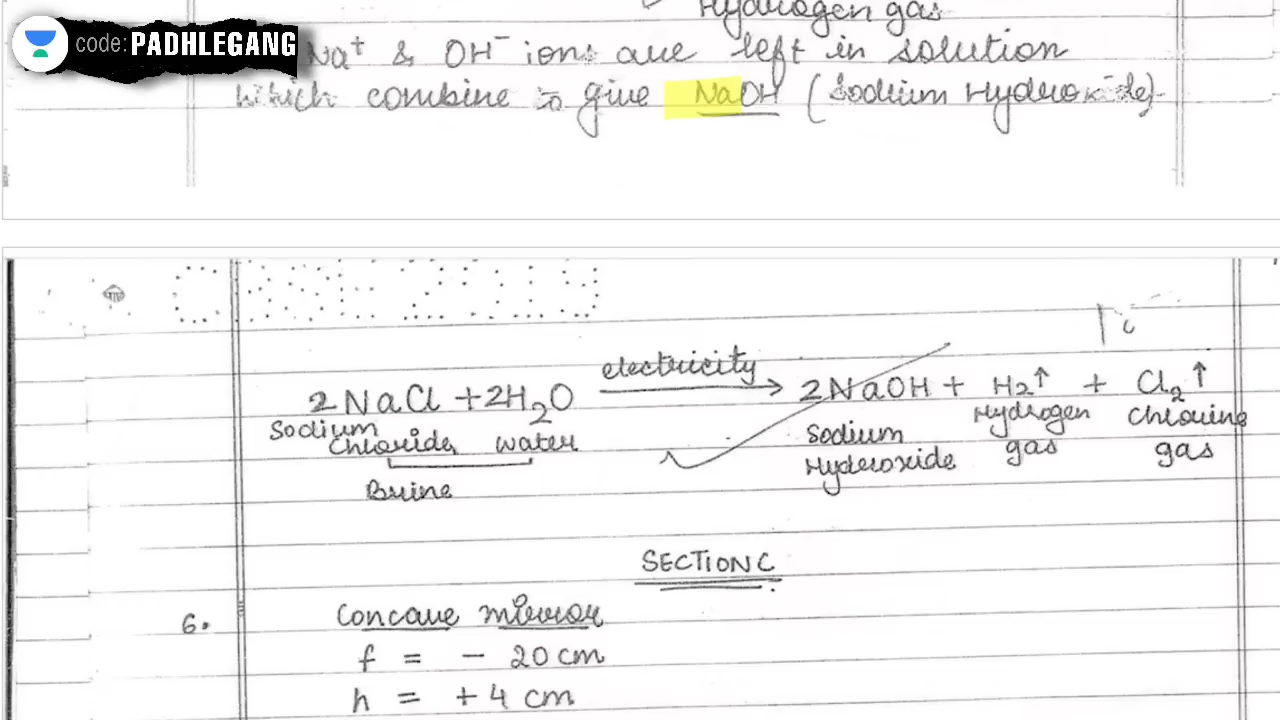 Hydrogen gas
code: PADHLEGANG
Na⁺ & OH⁻ ions are left in solution
which combine to give NaOH (Sodium Hydroxide)
electricity
2 NaCl + 2H₂O → 2NaOH + H₂↑ + Cl₂↑
Sodium Chloride water Sodium Hydroxide Hydrogen gas Chlorine gas
Brine
SECTION C
6. Concave mirror
f = - 20 cm
h = + 4 cm